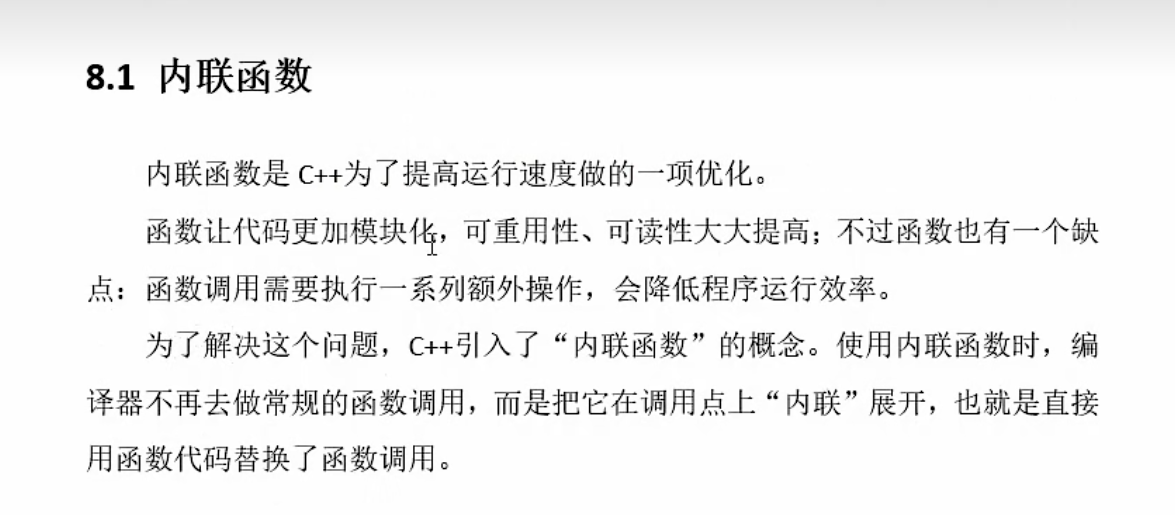 8.1 内联函数
内联函数是 C++为了提高运行速度做的一项优化。
函数让代码更加模块化，可重用性、可读性大大提高；不过函数也有一个缺
点：函数调用需要执行一系列额外操作，会降低程序运行效率。
为了解决这个问题，C++引入了“内联函数”的概念。使用内联函数时，编
译器不再去做常规的函数调用，而是把它在调用点上“内联”展开，也就是直接
用函数代码替换了函数调用。